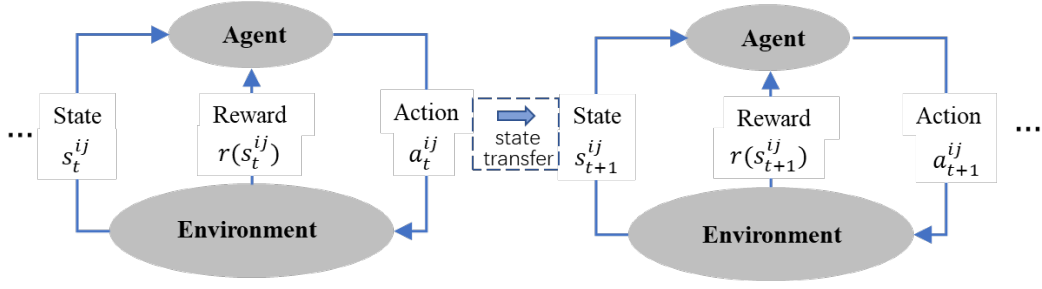 Agent
State
s_t^{ij}
Reward
r(s_t^{ij})
Action
a_t^{ij}
Environment
...
state
transfer
Agent
State
s_{t+1}^{ij}
Reward
r(s_{t+1}^{ij})
Action
a_{t+1}^{ij}
Environment
...